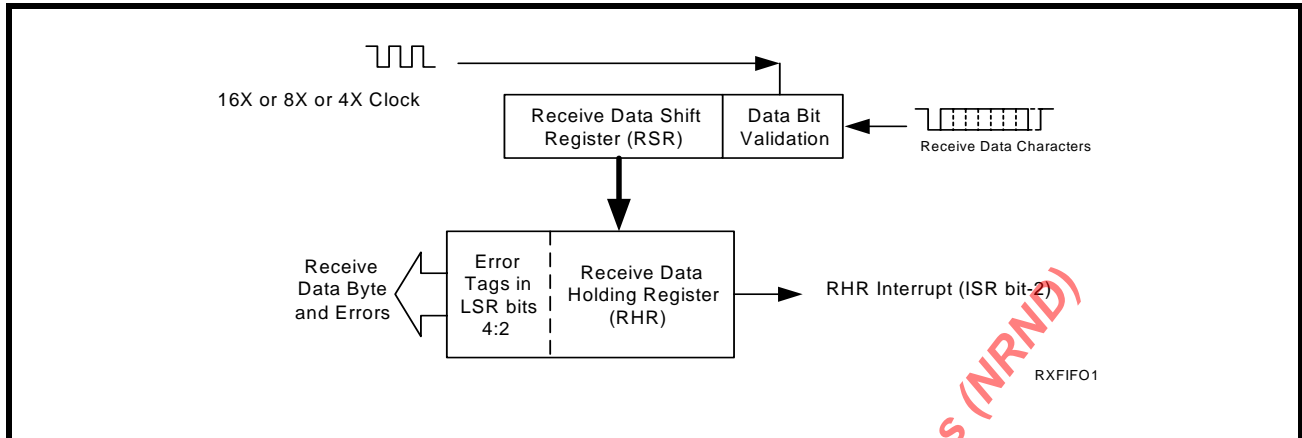 16X or 8X or 4X Clock
Receive Data Shift
Register (RSR)
Data Bit
Validation
Receive Data Characters
Receive
Data Byte
and Errors
Error
Tags in
LSR bits
4:2
Receive Data
Holding Register
(RHR)
RHR Interrupt (ISR bit-2)
RXFIFO1
s (NRND)